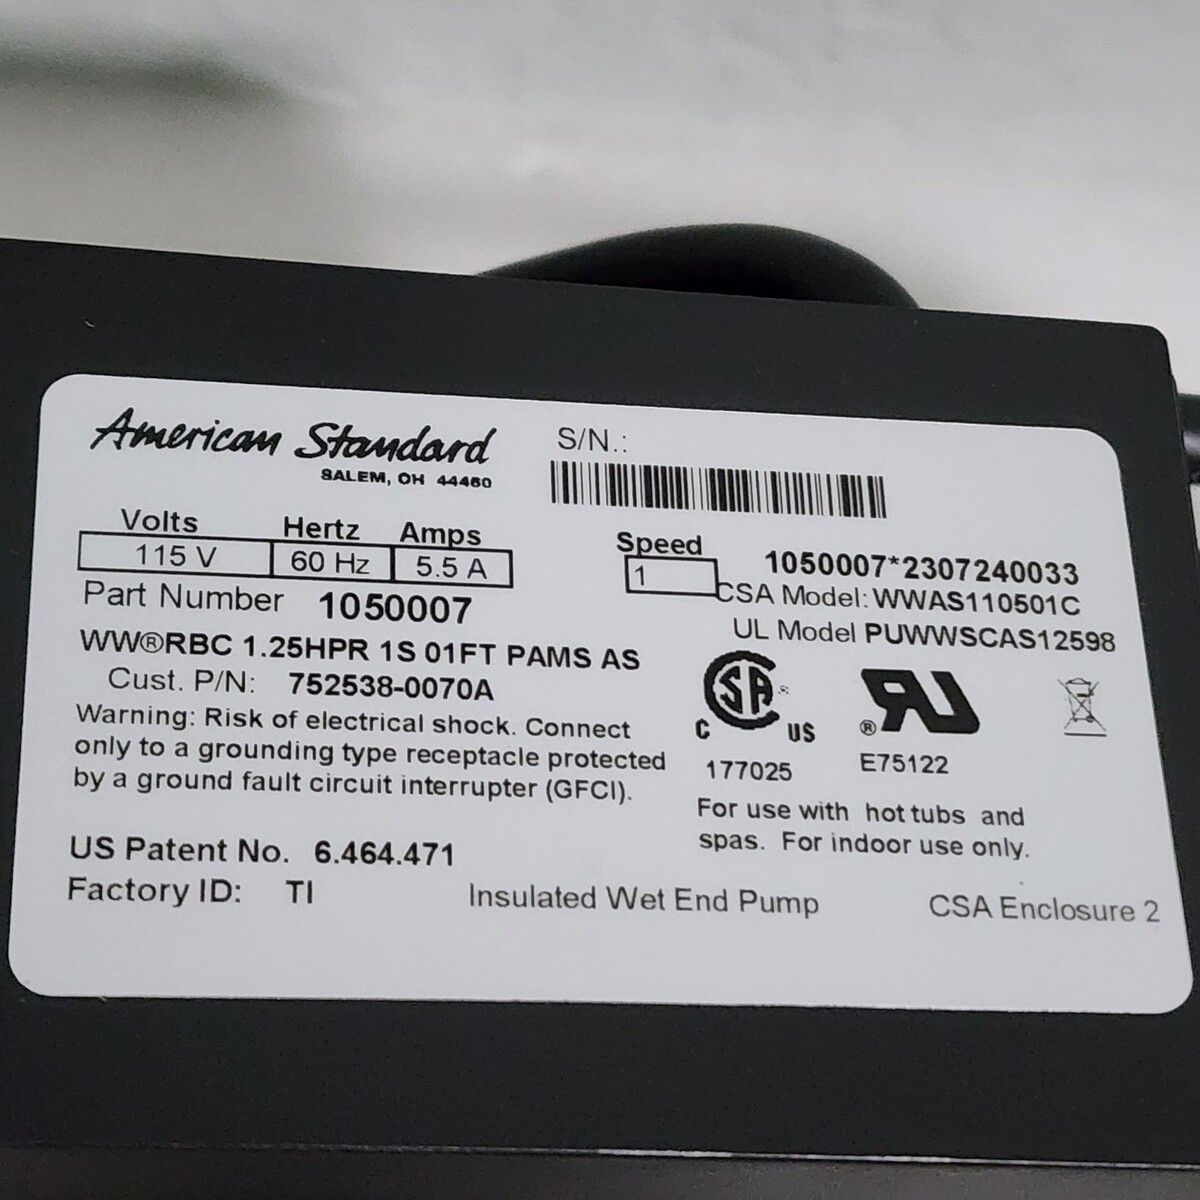 American Standard
SALEM, OH 44460
S/N.:
Volts Hertz Amps
115 V 60 Hz 5.5 A
Speed
1
1050007*2307240033
Part Number 1050007
CSA Model: WWAS110501C
UL Model PUWWSCAS12598
WW®RBC 1.25HPR 1S 01FT PAMS AS
Cust. P/N: 752538-0070A
Warning: Risk of electrical shock. Connect
only to a grounding type receptacle protected
by a ground fault circuit interrupter (GFCI).
C SA ® US
177025
® RU
E75122
For use with hot tubs and
spas. For indoor use only.
US Patent No. 6.464.471
Factory ID: TI
Insulated Wet End Pump
CSA Enclosure 2